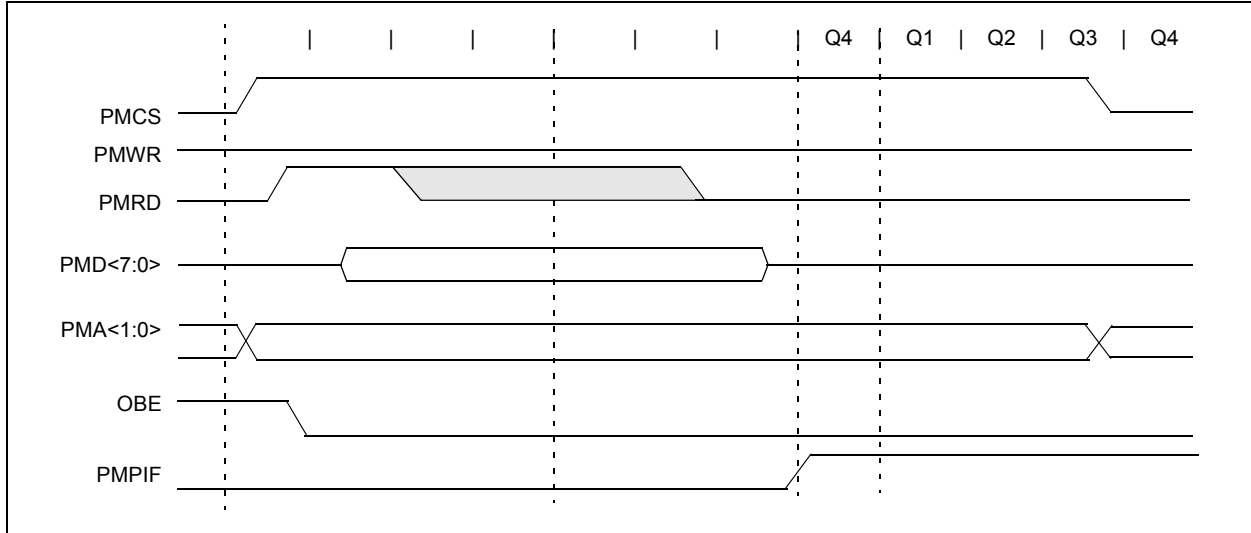 | | | | | | | Q4 | Q1 | Q2 | Q3 | Q4
PMCS
PMWR
PMRD
PMD<7:0>
PMA<1:0>
OBE
PMPIF